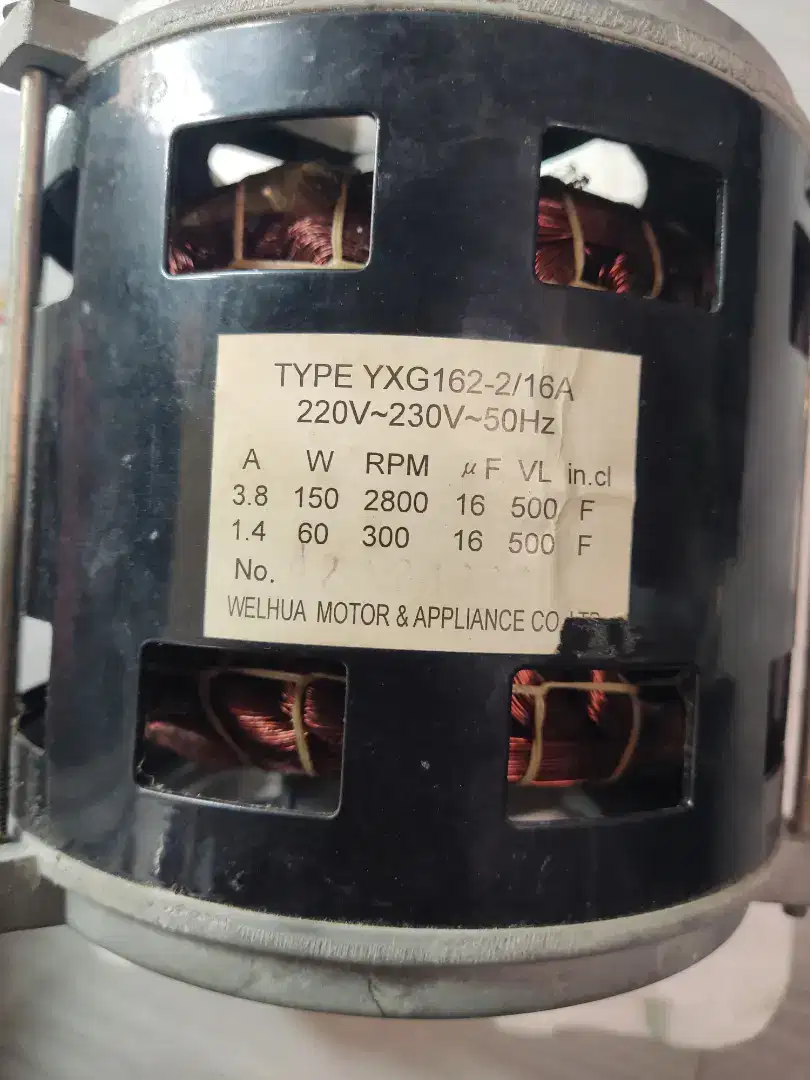 TYPE YXG162-2/16A
220V~230V~50Hz
A W RPM μF VL in.cl
3.8 150 2800 16 500 F
1.4 60 300 16 500 F
No.
WELHUA MOTOR & APPLIANCE CO.LTD